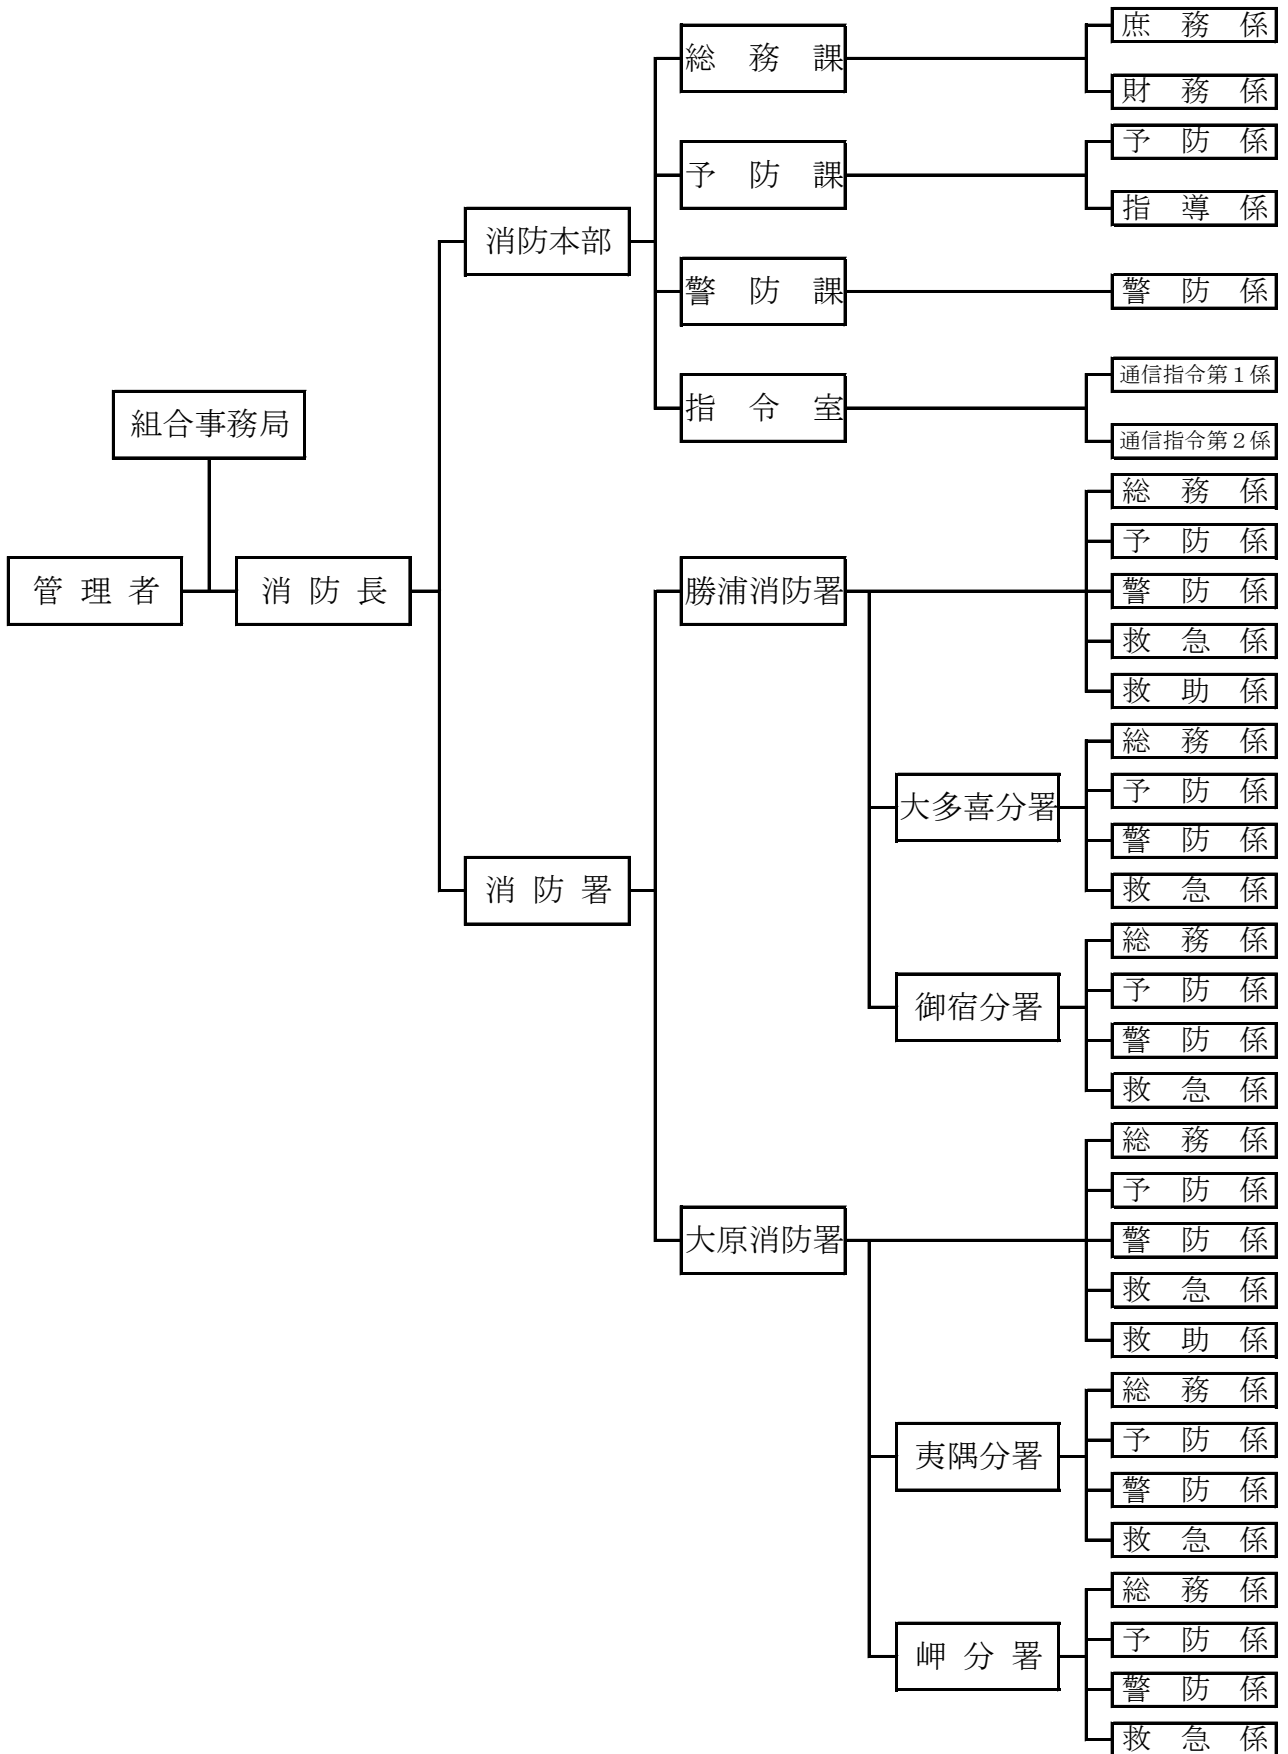 庶務係
総務課
財務係
予防係
予防課
指導係
消防本部
警防課
警防係
通信指令第１係
指令室
組合事務局
通信指令第２係
総務係
予防係
管理者
消防長
勝浦消防署
警防係
救急係
救助係
総務係
予防係
大多喜分署
警防係
消防署
救急係
総務係
予防係
御宿分署
警防係
救急係
総務係
予防係
大原消防署
警防係
救急係
救助係
総務係
予防係
夷隅分署
警防係
救急係
総務係
予防係
岬分署
警防係
救急係